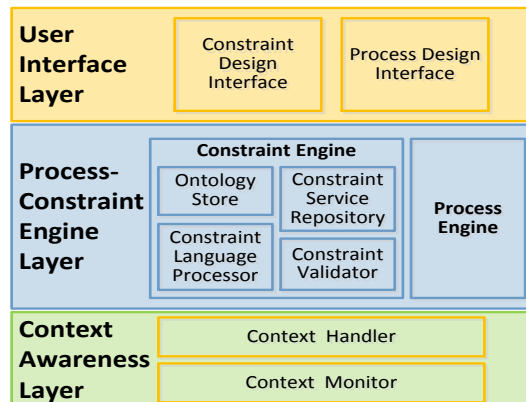 User
Interface
Layer
Constraint
Design
Interface
Process Design
Interface
Process-
Constraint
Engine
Layer
Constraint Engine
Ontology
Store
Constraint
Service
Repository
Constraint
Language
Processor
Constraint
Validator
Process
Engine
Context
Awareness
Layer
Context Handler
Context Monitor